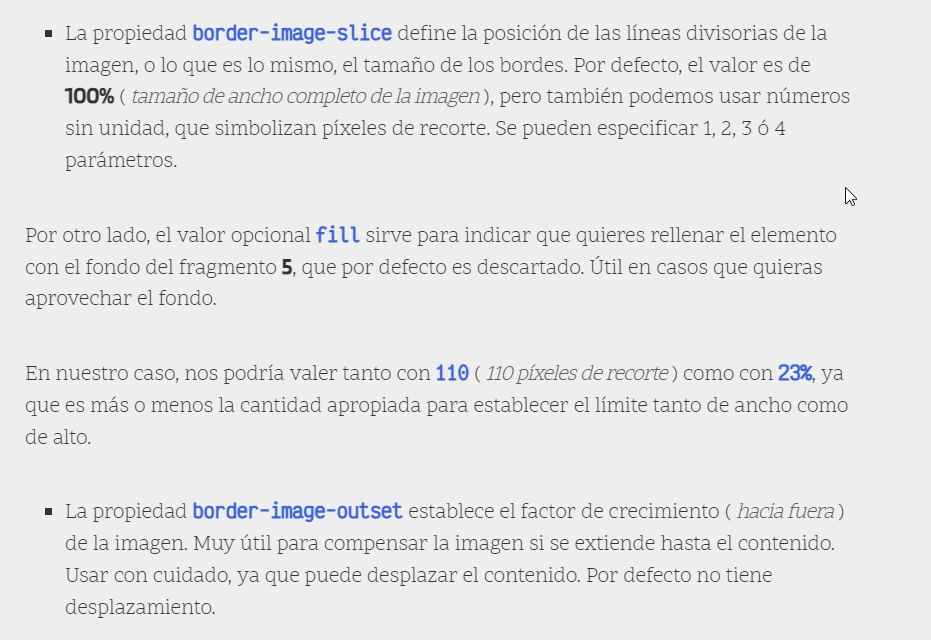 ▪ La propiedad border-image-slice define la posición de las líneas divisorias de la
imagen, o lo que es lo mismo, el tamaño de los bordes. Por defecto, el valor es de
100% ( tamaño de ancho completo de la imagen ), pero también podemos usar números
sin unidad, que simbolizan píxeles de recorte. Se pueden especificar 1, 2, 3 ó 4
parámetros.
Por otro lado, el valor opcional fill sirve para indicar que quieres rellenar el elemento
con el fondo del fragmento 5, que por defecto es descartado. Útil en casos que quieras
aprovechar el fondo.
En nuestro caso, nos podría valer tanto con 110 ( 110 píxeles de recorte ) como con 23%, ya
que es más o menos la cantidad apropiada para establecer el límite tanto de ancho como
de alto.
▪ La propiedad border-image-outset establece el factor de crecimiento ( hacia fuera )
de la imagen. Muy útil para compensar la imagen si se extiende hasta el contenido.
Usar con cuidado, ya que puede desplazar el contenido. Por defecto no tiene
desplazamiento.